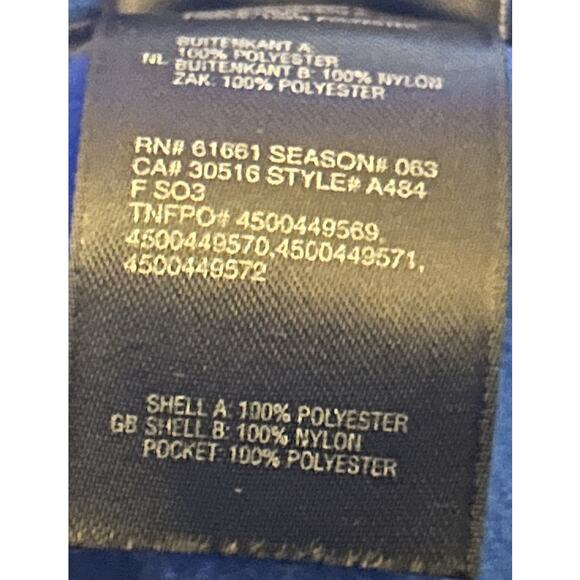 BUITENKANT A:
100% POLYESTER
NL BUITENKANT B: 100% NYLON
ZAK: 100% POLYESTER
RN# 61661 SEASON# 063
CA# 30516 STYLE# A484
F SO3
TNFPO# 4500449569,
4500449570,4500449571,
4500449572
SHELL A: 100% POLYESTER
GB SHELL B: 100% NYLON
POCKET: 100% POLYESTER